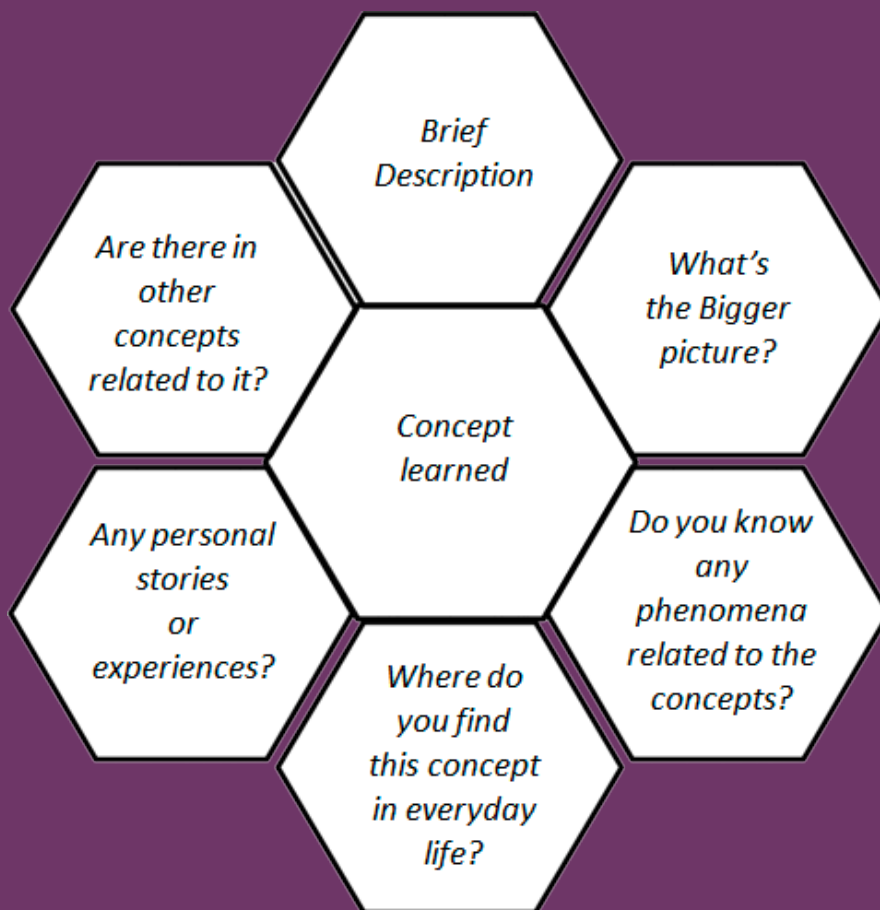 Brief
Description
Are there in
other
concepts
related to it?
What's
the Bigger
picture?
Concept
learned
Any personal
stories
or
experiences?
Do you know
any
phenomena
related to the
concepts?
Where do
you find
this concept
in everyday
life?